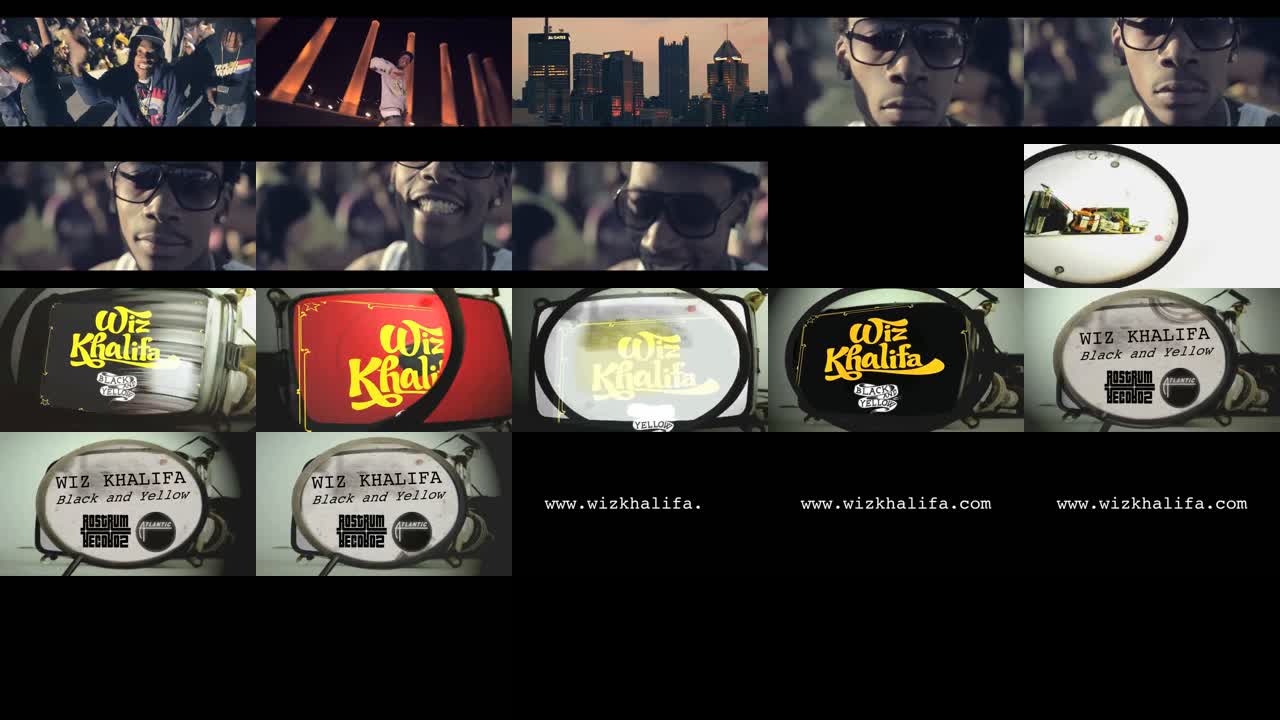 Wiz
Khalifa
BLACK AND
YELLOW
Wiz
Khali
Wiz
Khalifa
YELLOW
Wiz
Khalifa
BLACK AND
YELLOW
WIZ KHALIFA
Black and Yellow
ROSTRUM
RECORDS
ATLANTIC
WIZ KHALIFA
Black and Yellow
ROSTRUM
RECORDS
ATLANTIC
WIZ KHALIFA
Black and Yellow
ROSTRUM
RECORDS
ATLANTIC
www.wizkhalifa.
www.wizkhalifa.com
www.wizkhalifa.com